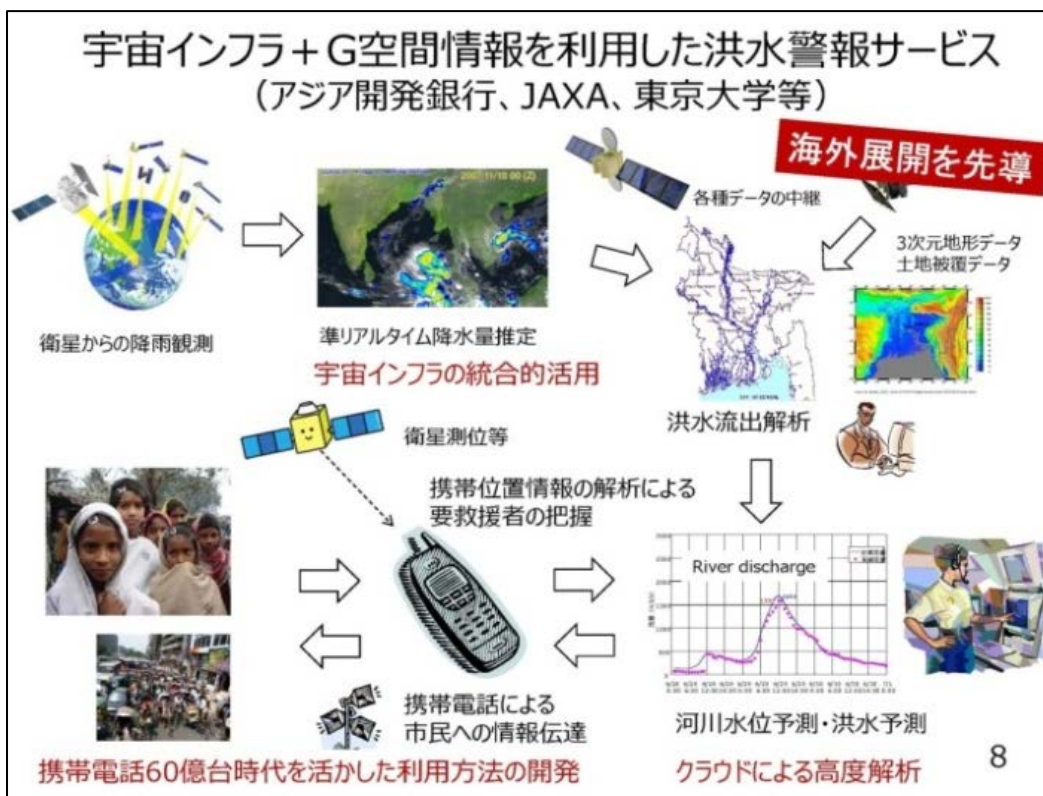 宇宙インフラ+G空間情報を利用した洪水警報サービス
(アジア開発銀行、JAXA、東京大学等)
海外展開を先導
2007/11/10 00 (Z)
各種データの中継
3次元地形データ
土地被覆データ
衛星からの降雨観測
準リアルタイム降水量推定
宇宙インフラの統合的活用
洪水流出解析
衛星測位等
携帯位置情報の解析による
要救援者の把握
River discharge
携帯電話による
市民への情報伝達
河川水位予測・洪水予測
携帯電話60億台時代を活かした利用方法の開発
クラウドによる高度解析
8